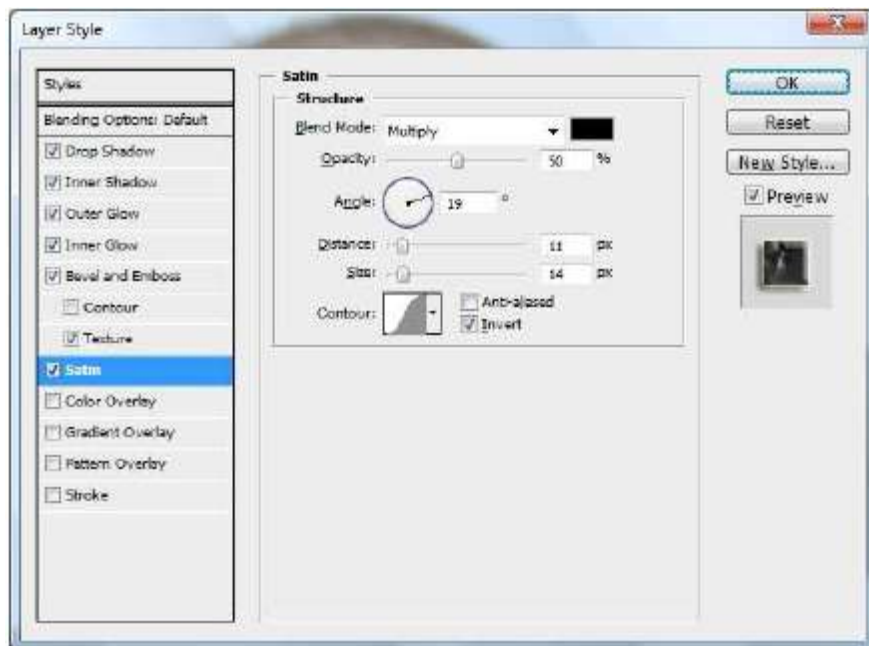 Layer Style
Styles
Blending Options: Default
Drop Shadow
Inner Shadow
Outer Glow
Inner Glow
Bevel and Emboss
Contour
Texture
Satin
Color Overlay
Gradient Overlay
Pattern Overlay
Stroke
Satin
Structure
Blend Mode: Multiply
Opacity: 50 %
Angle: 19 °
Distance: 11 px
Size: 14 px
Contour: Anti-aliased
Invert
OK
Reset
New Style...
Preview